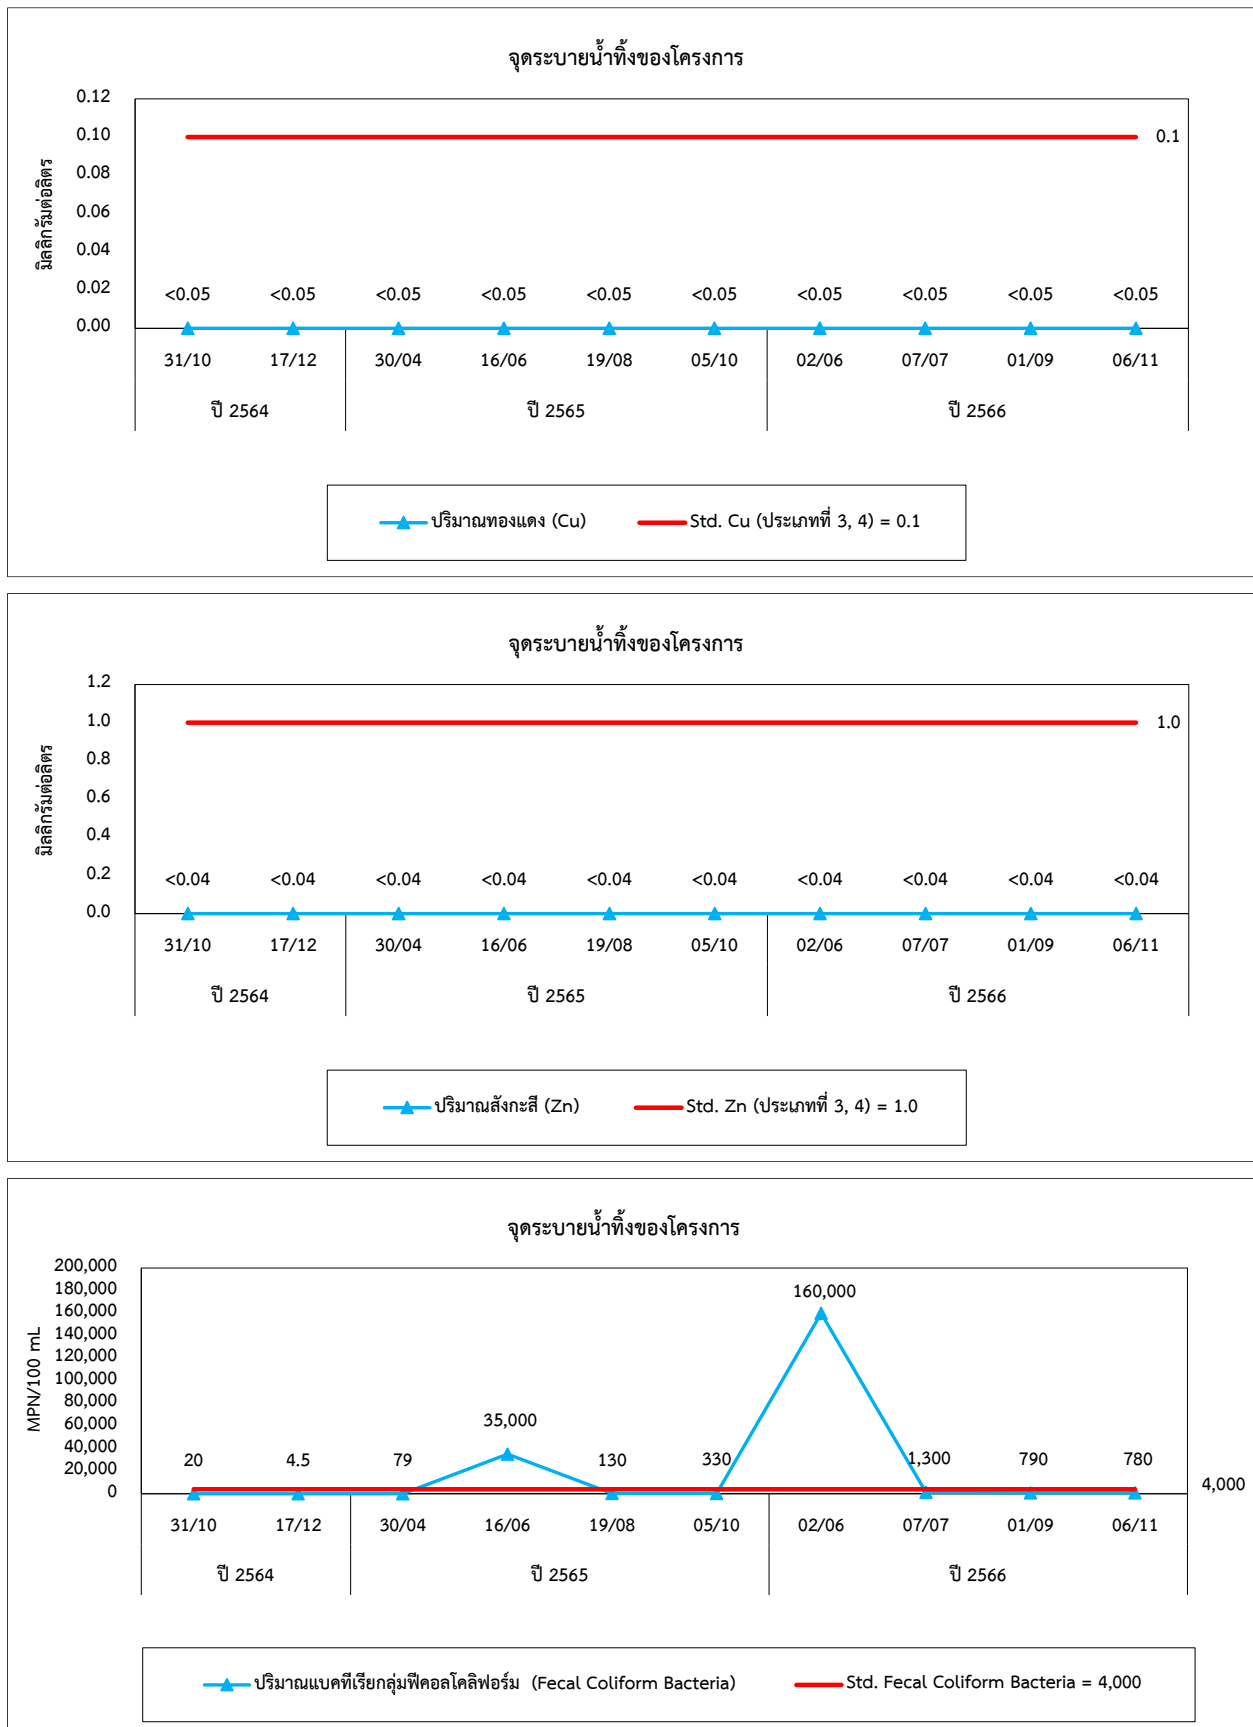 จุดระบายน้ำทิ้งของโครงการ
มิลลิกรัมต่อลิตร
0.12
0.10
0.08
0.06
0.04
0.02
0.00
0.1
<0.05 <0.05 <0.05 <0.05 <0.05 <0.05 <0.05 <0.05 <0.05 <0.05
31/10 17/12 30/04 16/06 19/08 05/10 02/06 07/07 01/09 06/11
ปี 2564 ปี 2565 ปี 2566
ปริมาณทองแดง (Cu) Std. Cu (ประเภทที่ 3, 4) = 0.1
จุดระบายน้ำทิ้งของโครงการ
มิลลิกรัมต่อลิตร
1.2
1.0
0.8
0.6
0.4
0.2
0.0
1.0
<0.04 <0.04 <0.04 <0.04 <0.04 <0.04 <0.04 <0.04 <0.04 <0.04
31/10 17/12 30/04 16/06 19/08 05/10 02/06 07/07 01/09 06/11
ปี 2564 ปี 2565 ปี 2566
ปริมาณสังกะสี (Zn) Std. Zn (ประเภทที่ 3, 4) = 1.0
จุดระบายน้ำทิ้งของโครงการ
MPN/100 mL
200,000
180,000
160,000
140,000
120,000
100,000
80,000
60,000
40,000
20,000
0
20 4.5 79 35,000 130 330 160,000 1,300 790 780
4,000
31/10 17/12 30/04 16/06 19/08 05/10 02/06 07/07 01/09 06/11
ปี 2564 ปี 2565 ปี 2566
ปริมาณแบคทีเรียกลุ่มฟีคอลโคลิฟอร์ม (Fecal Coliform Bacteria) Std. Fecal Coliform Bacteria = 4,000